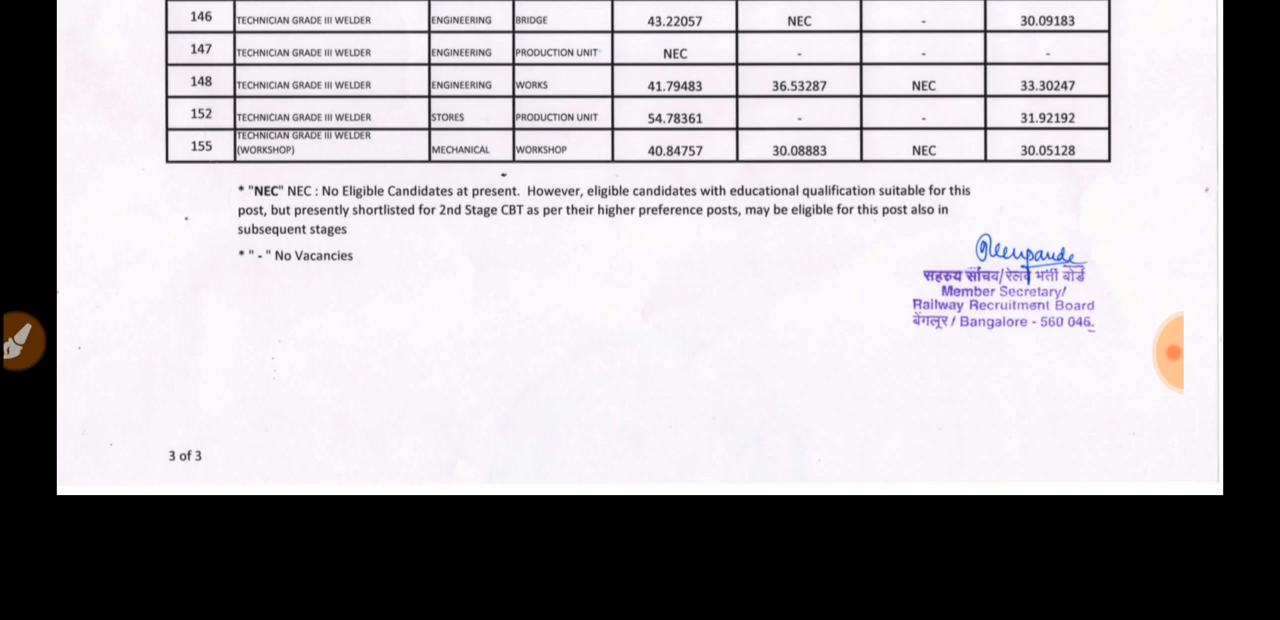 146 TECHNICIAN GRADE III WELDER ENGINEERING BRIDGE 43.22057 NEC - 30.09183
147 TECHNICIAN GRADE III WELDER ENGINEERING PRODUCTION UNIT NEC - - -
148 TECHNICIAN GRADE III WELDER ENGINEERING WORKS 41.79483 36.53287 NEC 33.30247
152 TECHNICIAN GRADE III WELDER STORES PRODUCTION UNIT 54.78361 - - 31.92192
155 TECHNICIAN GRADE III WELDER
(WORKSHOP) MECHANICAL WORKSHOP 40.84757 30.08883 NEC 30.05128
* "NEC" NEC : No Eligible Candidates at present. However, eligible candidates with educational qualification suitable for this
post, but presently shortlisted for 2nd Stage CBT as per their higher preference posts, may be eligible for this post also in
subsequent stages
* " - " No Vacancies
सचिव/रेलवे भर्ती बोर्ड
Member Secretary/
Railway Recruitment Board
बेंगलूर / Bangalore - 560 046.
3 of 3